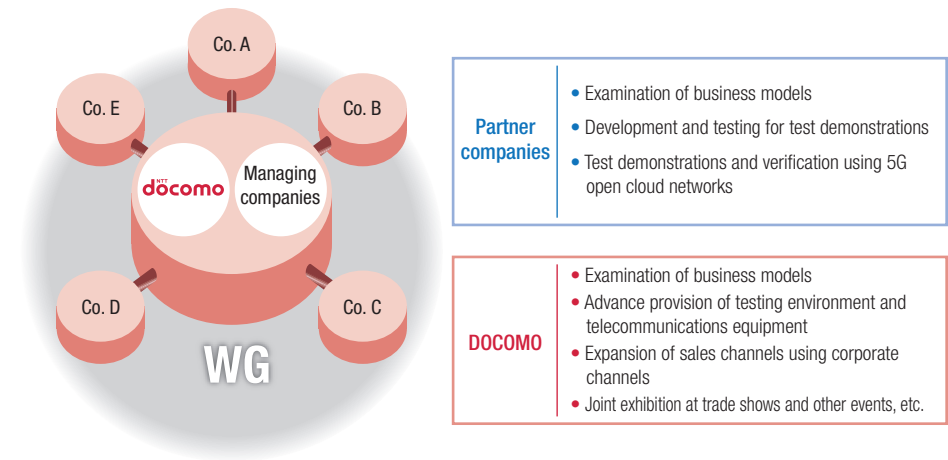 Co. A
Co. E
Co. B
NTT
döcomo
Managing
companies
Co. D
Co. C
WG
Partner
companies
• Examination of business models
• Development and testing for test demonstrations
• Test demonstrations and verification using 5G
open cloud networks
DOCOMO
• Examination of business models
• Advance provision of testing environment and
telecommunications equipment
• Expansion of sales channels using corporate
channels
• Joint exhibition at trade shows and other events, etc.